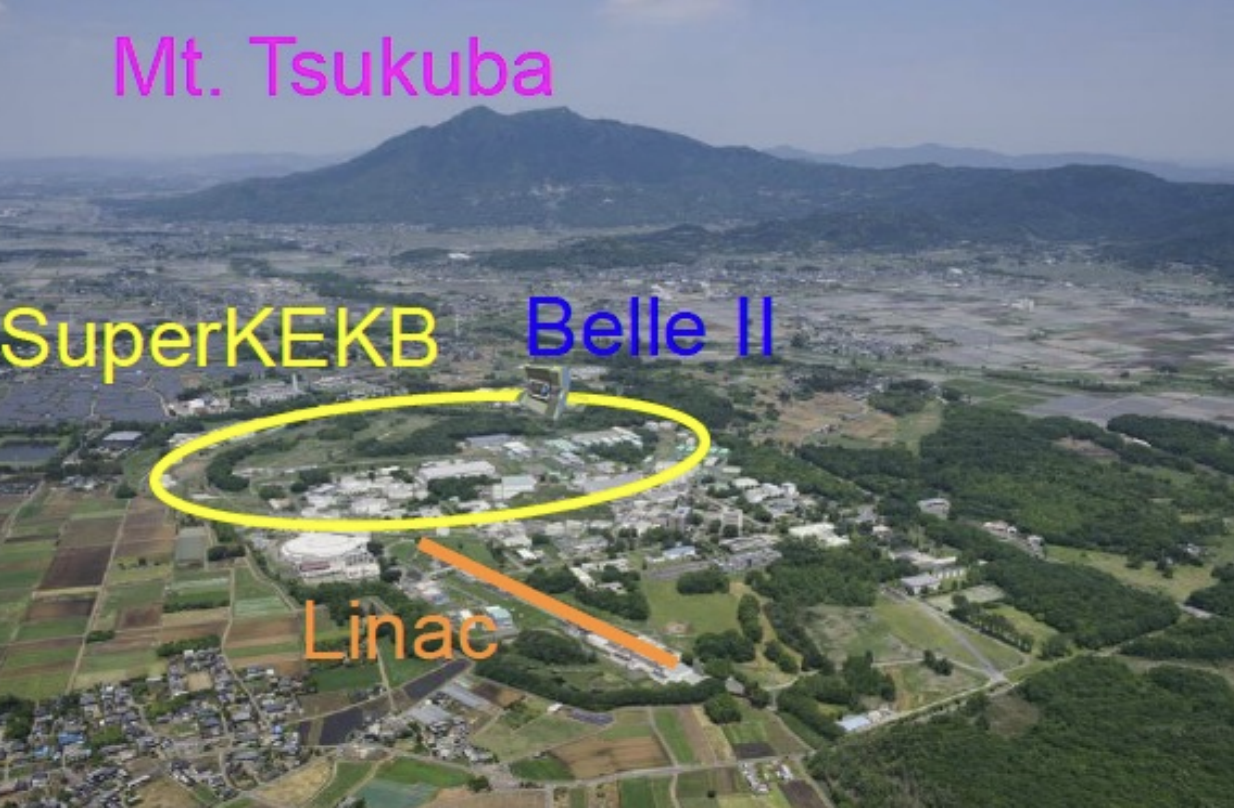 Mt. Tsukuba
SuperKEKB
Belle II
Linac